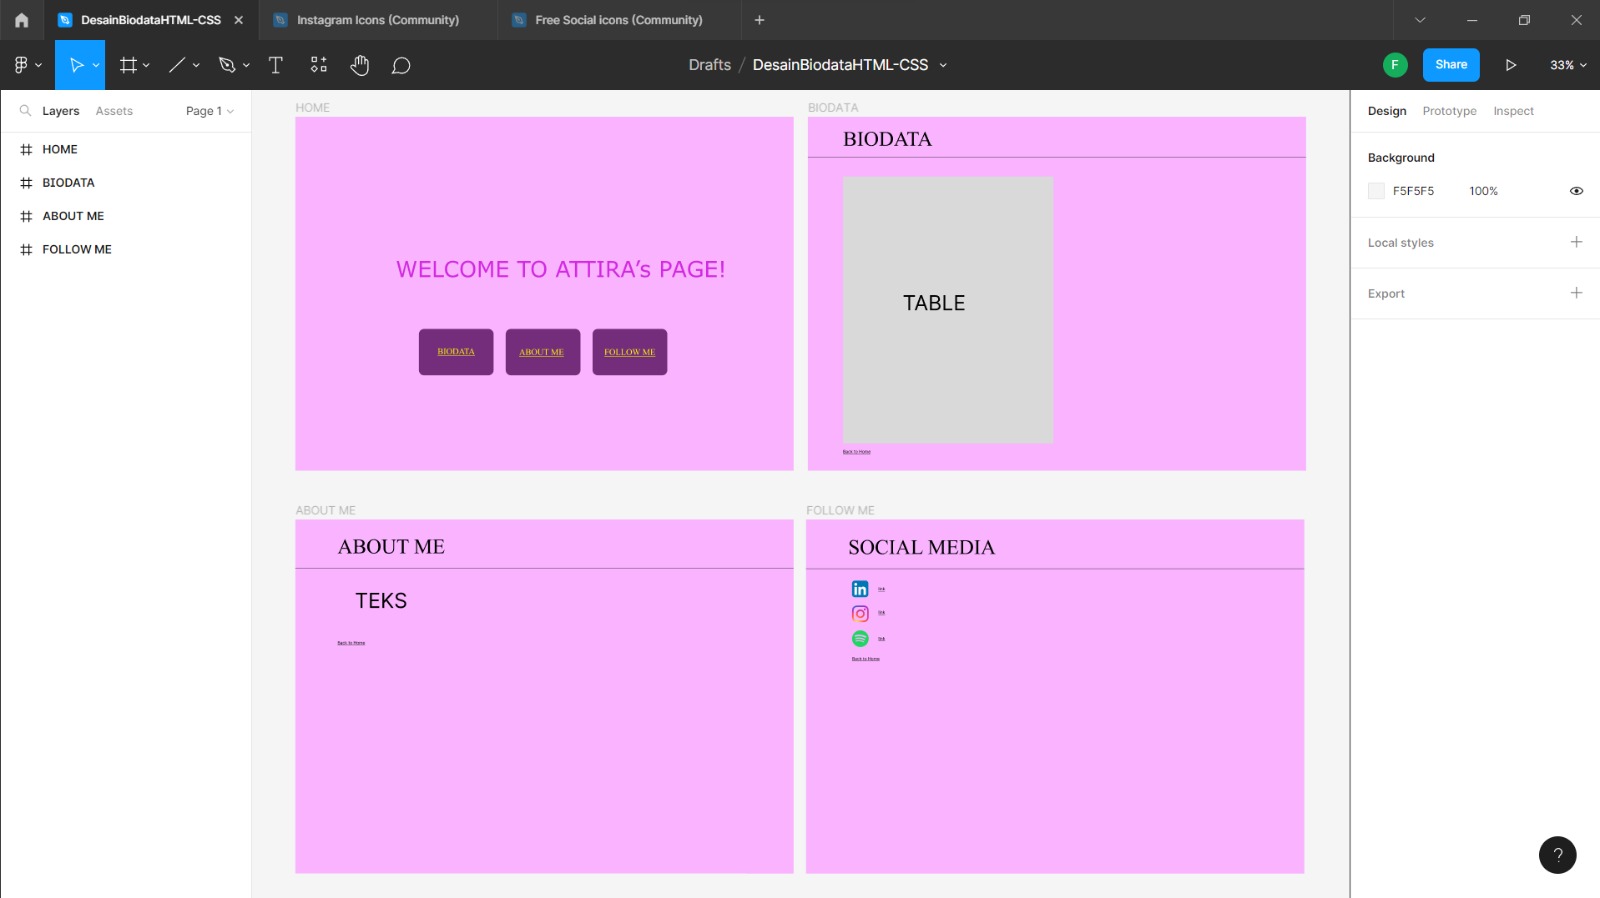 DesainBiodataHTML-CSS
Instagram Icons (Community)
Free Social icons (Community)
Drafts / DesainBiodataHTML-CSS
F
Share
33%
Layers
Assets
Page 1
HOME
BIODATA
ABOUT ME
FOLLOW ME
HOME
WELCOME TO ATTIRA’s PAGE!
BIODATA
ABOUT ME
FOLLOW ME
BIODATA
BIODATA
TABLE
Back to Home
ABOUT ME
ABOUT ME
TEKS
Back to Home
FOLLOW ME
SOCIAL MEDIA
in
link
link
link
Back to Home
Design
Prototype
Inspect
Background
F5F5F5
100%
Local styles
Export
?